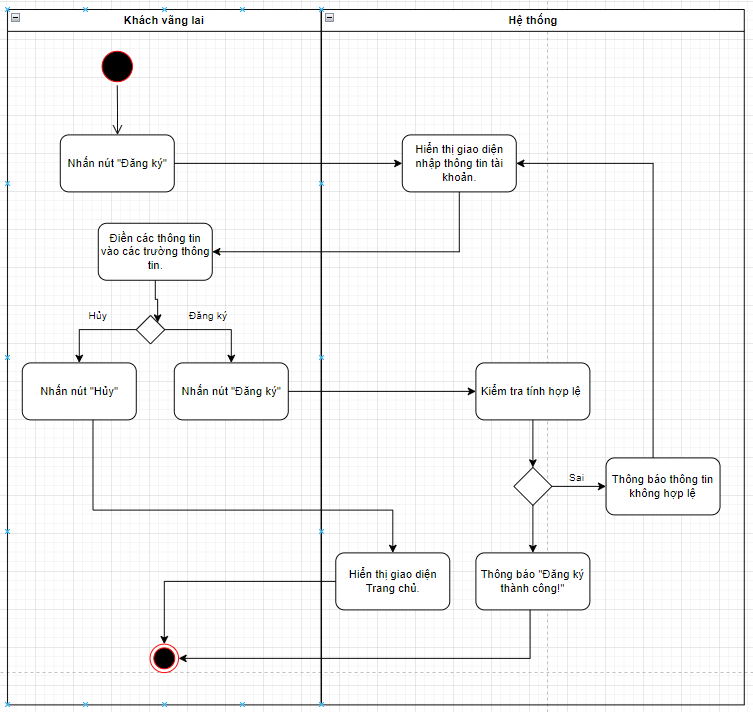 Khách vãng lai
Hệ thống
Nhấn nút "Đăng ký"
Hiển thị giao diện
nhập thông tin tài
khoản.
Điền các thông tin
vào các trường thông
tin.
Hủy
Đăng ký
Nhấn nút "Hủy"
Nhấn nút "Đăng ký"
Kiểm tra tính hợp lệ
Sai
Thông báo thông tin
không hợp lệ
Hiển thị giao diện
Trang chủ.
Thông báo "Đăng ký
thành công!"